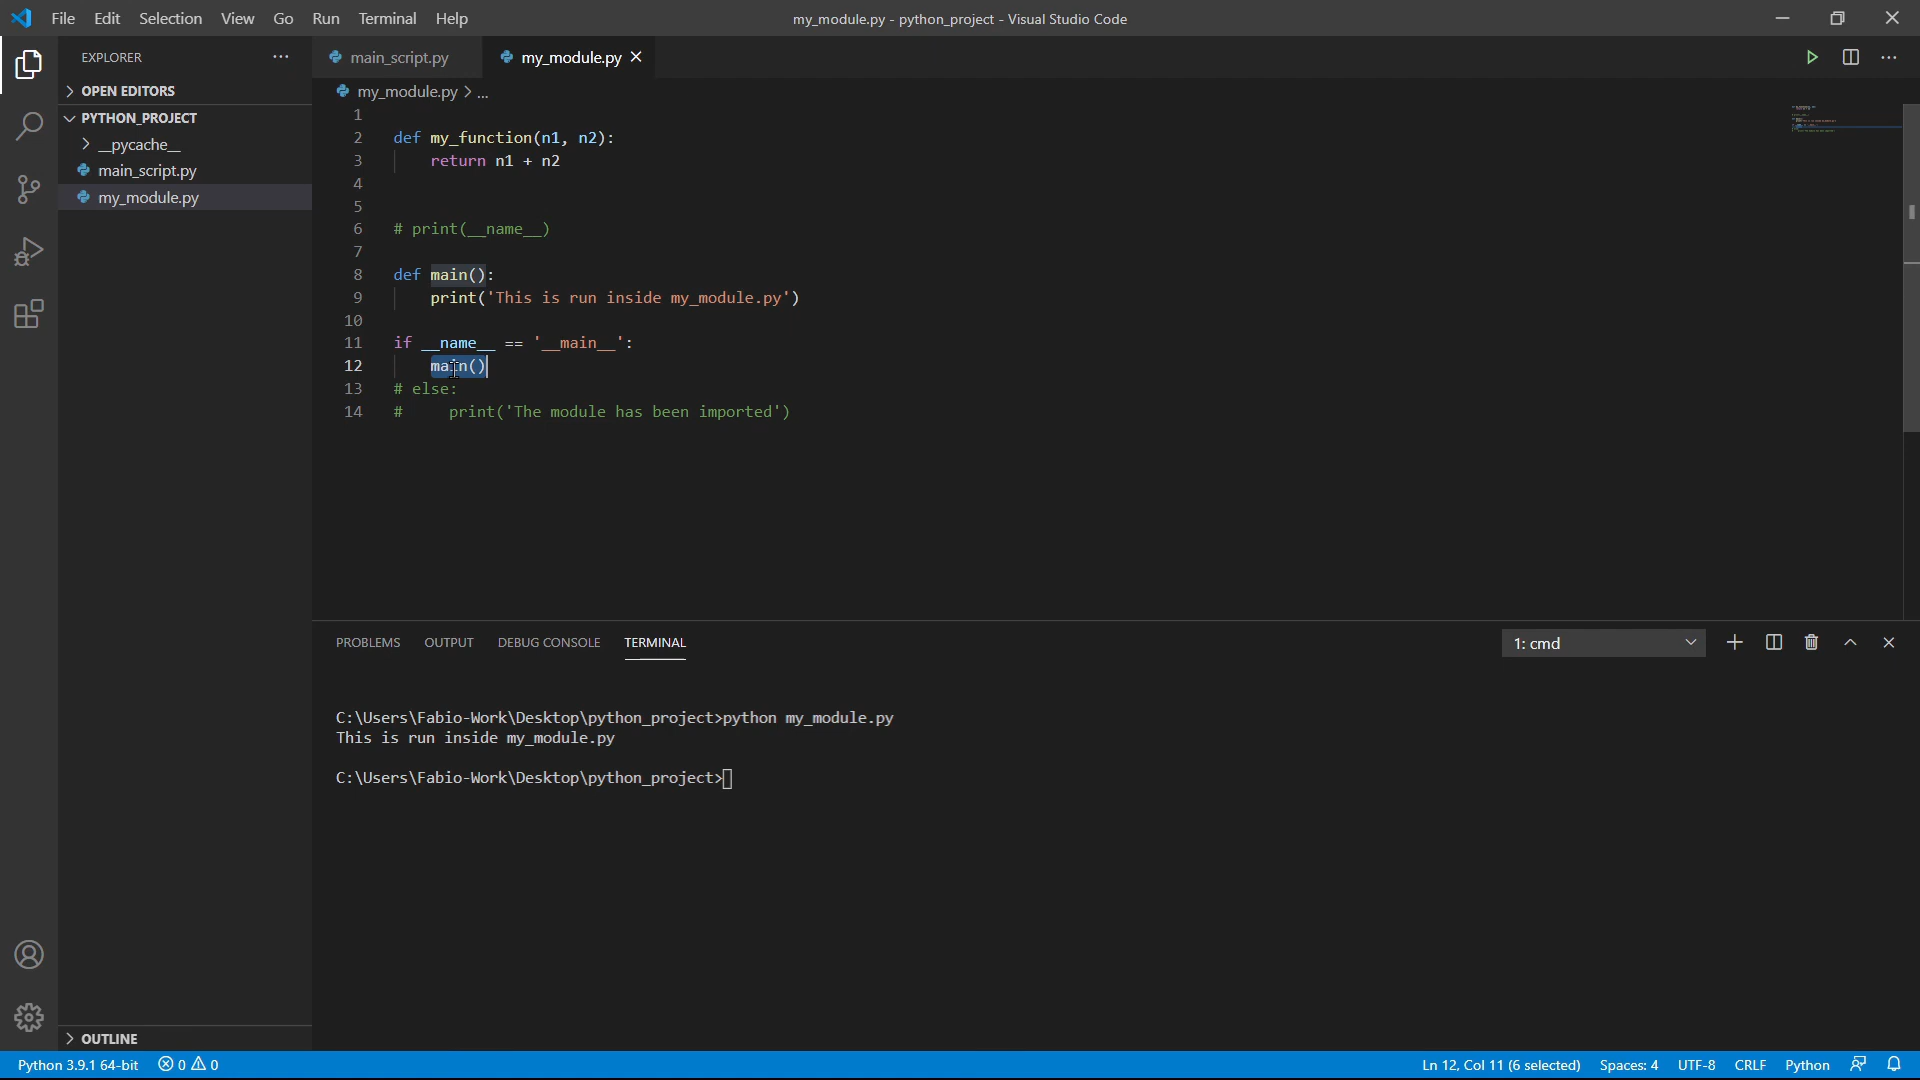 File Edit Selection View Go Run Terminal Help
my_module.py - python_project - Visual Studio Code
EXPLORER
OPEN EDITORS
PYTHON_PROJECT
__pycache__
main_script.py
my_module.py
main_script.py
my_module.py
my_module.py > ...
1
2 def my_function(n1, n2):
3 return n1 + n2
4
5
6 # print(__name__)
7
8 def main():
9 print('This is run inside my_module.py')
10
11 if __name__ == '__main__':
12 main()
13 # else:
14 # print('The module has been imported')
PROBLEMS OUTPUT DEBUG CONSOLE TERMINAL
1: cmd
C:\Users\Fabio-Work\Desktop\python_project>python my_module.py
This is run inside my_module.py
C:\Users\Fabio-Work\Desktop\python_project>
OUTLINE
Python 3.9.1 64-bit 0 0
Ln 12, Col 11 (6 selected) Spaces: 4 UTF-8 CRLF Python